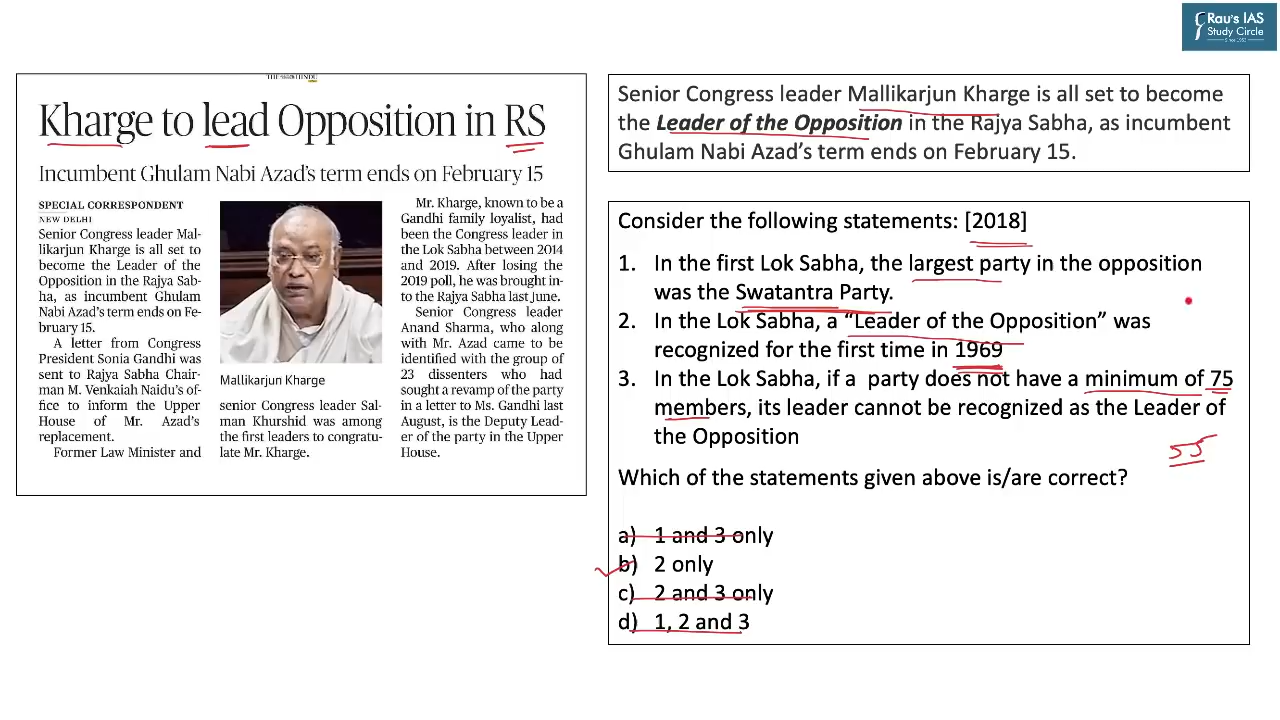 Rau's IAS
Study Circle
Since 1953
THE HINDU
Kharge to lead Opposition in RS
Incumbent Ghulam Nabi Azad's term ends on February 15
SPECIAL CORRESPONDENT
NEW DELHI
Senior Congress leader Mal-
likarjun Kharge is all set to
become the Leader of the
Opposition in the Rajya Sab-
ha, as incumbent Ghulam
Nabi Azad's term ends on Fe-
bruary 15.
A letter from Congress
President Sonia Gandhi was
sent to Rajya Sabha Chair-
man M. Venkaiah Naidu's of-
fice to inform the Upper
House of Mr. Azad's
replacement.
Former Law Minister and
Mallikarjun Kharge
senior Congress leader Sal-
man Khurshid was among
the first leaders to congratu-
late Mr. Kharge.
Mr. Kharge, known to be a
Gandhi family loyalist, had
been the Congress leader in
the Lok Sabha between 2014
and 2019. After losing the
2019 poll, he was brought in-
to the Rajya Sabha last June.
Senior Congress leader
Anand Sharma, who along
with Mr. Azad came to be
identified with the group of
23 dissenters who had
sought a revamp of the party
in a letter to Ms. Gandhi last
August, is the Deputy Lead-
er of the party in the Upper
House.
Senior Congress leader Mallikarjun Kharge is all set to become
the Leader of the Opposition in the Rajya Sabha, as incumbent
Ghulam Nabi Azad's term ends on February 15.
Consider the following statements: [2018]
1. In the first Lok Sabha, the largest party in the opposition
was the Swatantra Party.
2. In the Lok Sabha, a "Leader of the Opposition" was
recognized for the first time in 1969
3. In the Lok Sabha, if a party does not have a minimum of 75
members, its leader cannot be recognized as the Leader of
the Opposition
55
Which of the statements given above is/are correct?
a) 1 and 3 only
b) 2 only
c) 2 and 3 only
d) 1, 2 and 3